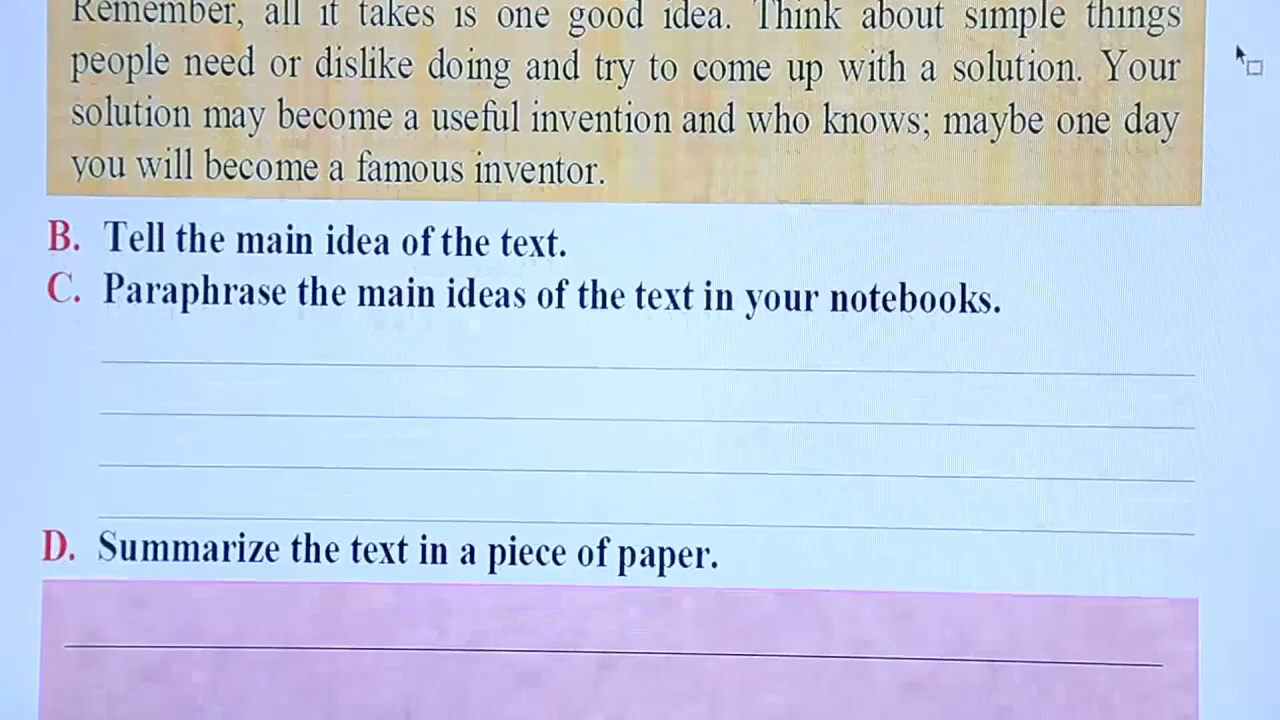 Remember, all it takes is one good idea. Think about simple things
people need or dislike doing and try to come up with a solution. Your
solution may become a useful invention and who knows; maybe one day
you will become a famous inventor.
B. Tell the main idea of the text.
C. Paraphrase the main ideas of the text in your notebooks.
D. Summarize the text in a piece of paper.